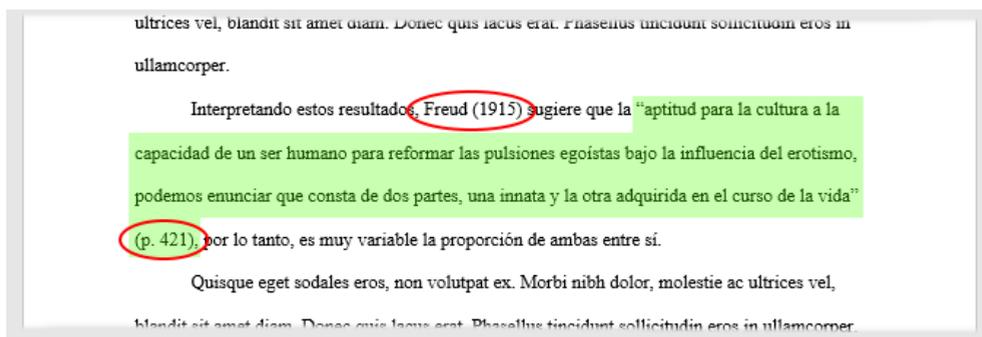 ultrices vel, blandit sit amet diam. Donec quis lacus erat. Phasellus tincidunt sollicitudin eros in
ullamcorper.
Interpretando estos resultados, Freud (1915) sugiere que la “aptitud para la cultura a la
capacidad de un ser humano para reformar las pulsiones egoístas bajo la influencia del erotismo,
podemos enunciar que consta de dos partes, una innata y la otra adquirida en el curso de la vida”
(p. 421), por lo tanto, es muy variable la proporción de ambas entre sí.
Quisque eget sodales eros, non volutpat ex. Morbi nibh dolor, molestie ac ultrices vel,
blandit sit amet diam. Donec quis lacus erat. Phasellus tincidunt sollicitudin eros in ullamcorper.